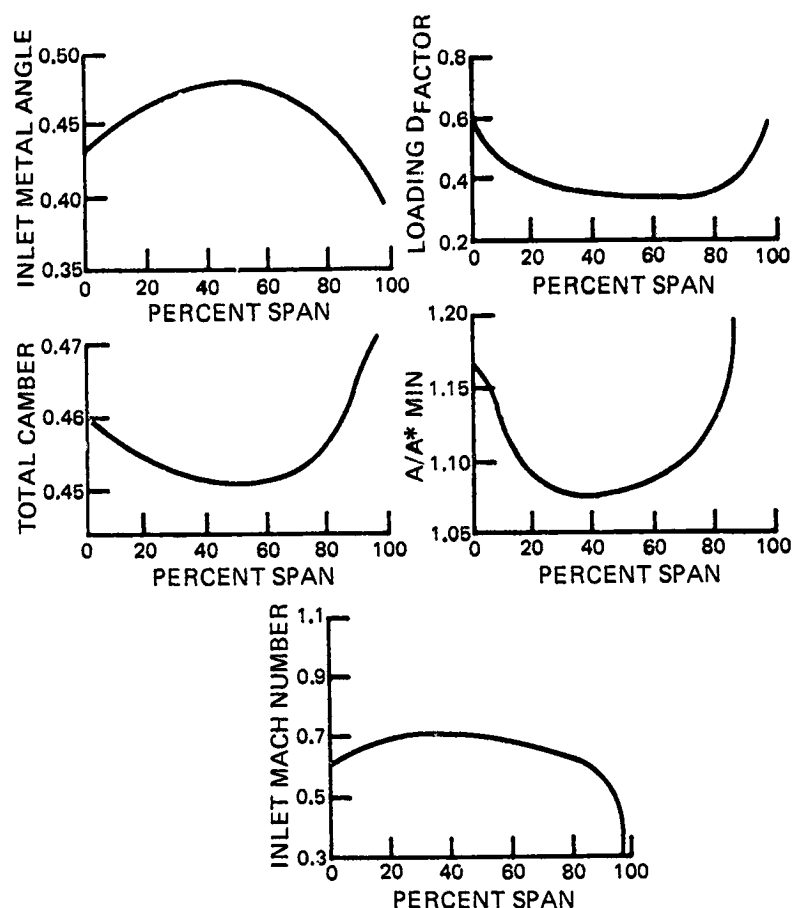 INLET METAL ANGLE
0.50
0.45
0.40
0.35
0 20 40 60 80 100
PERCENT SPAN
LOADING DFACTOR
0.8
0.6
0.4
0.2
0 20 40 60 80 100
PERCENT SPAN
TOTAL CAMBER
0.47
0.46
0.45
0 20 40 60 80 100
PERCENT SPAN
A/A* MIN
1.20
1.15
1.10
1.05
0 20 40 60 80 100
PERCENT SPAN
INLET MACH NUMBER
1.1
0.9
0.7
0.5
0.3
0 20 40 60 80 100
PERCENT SPAN